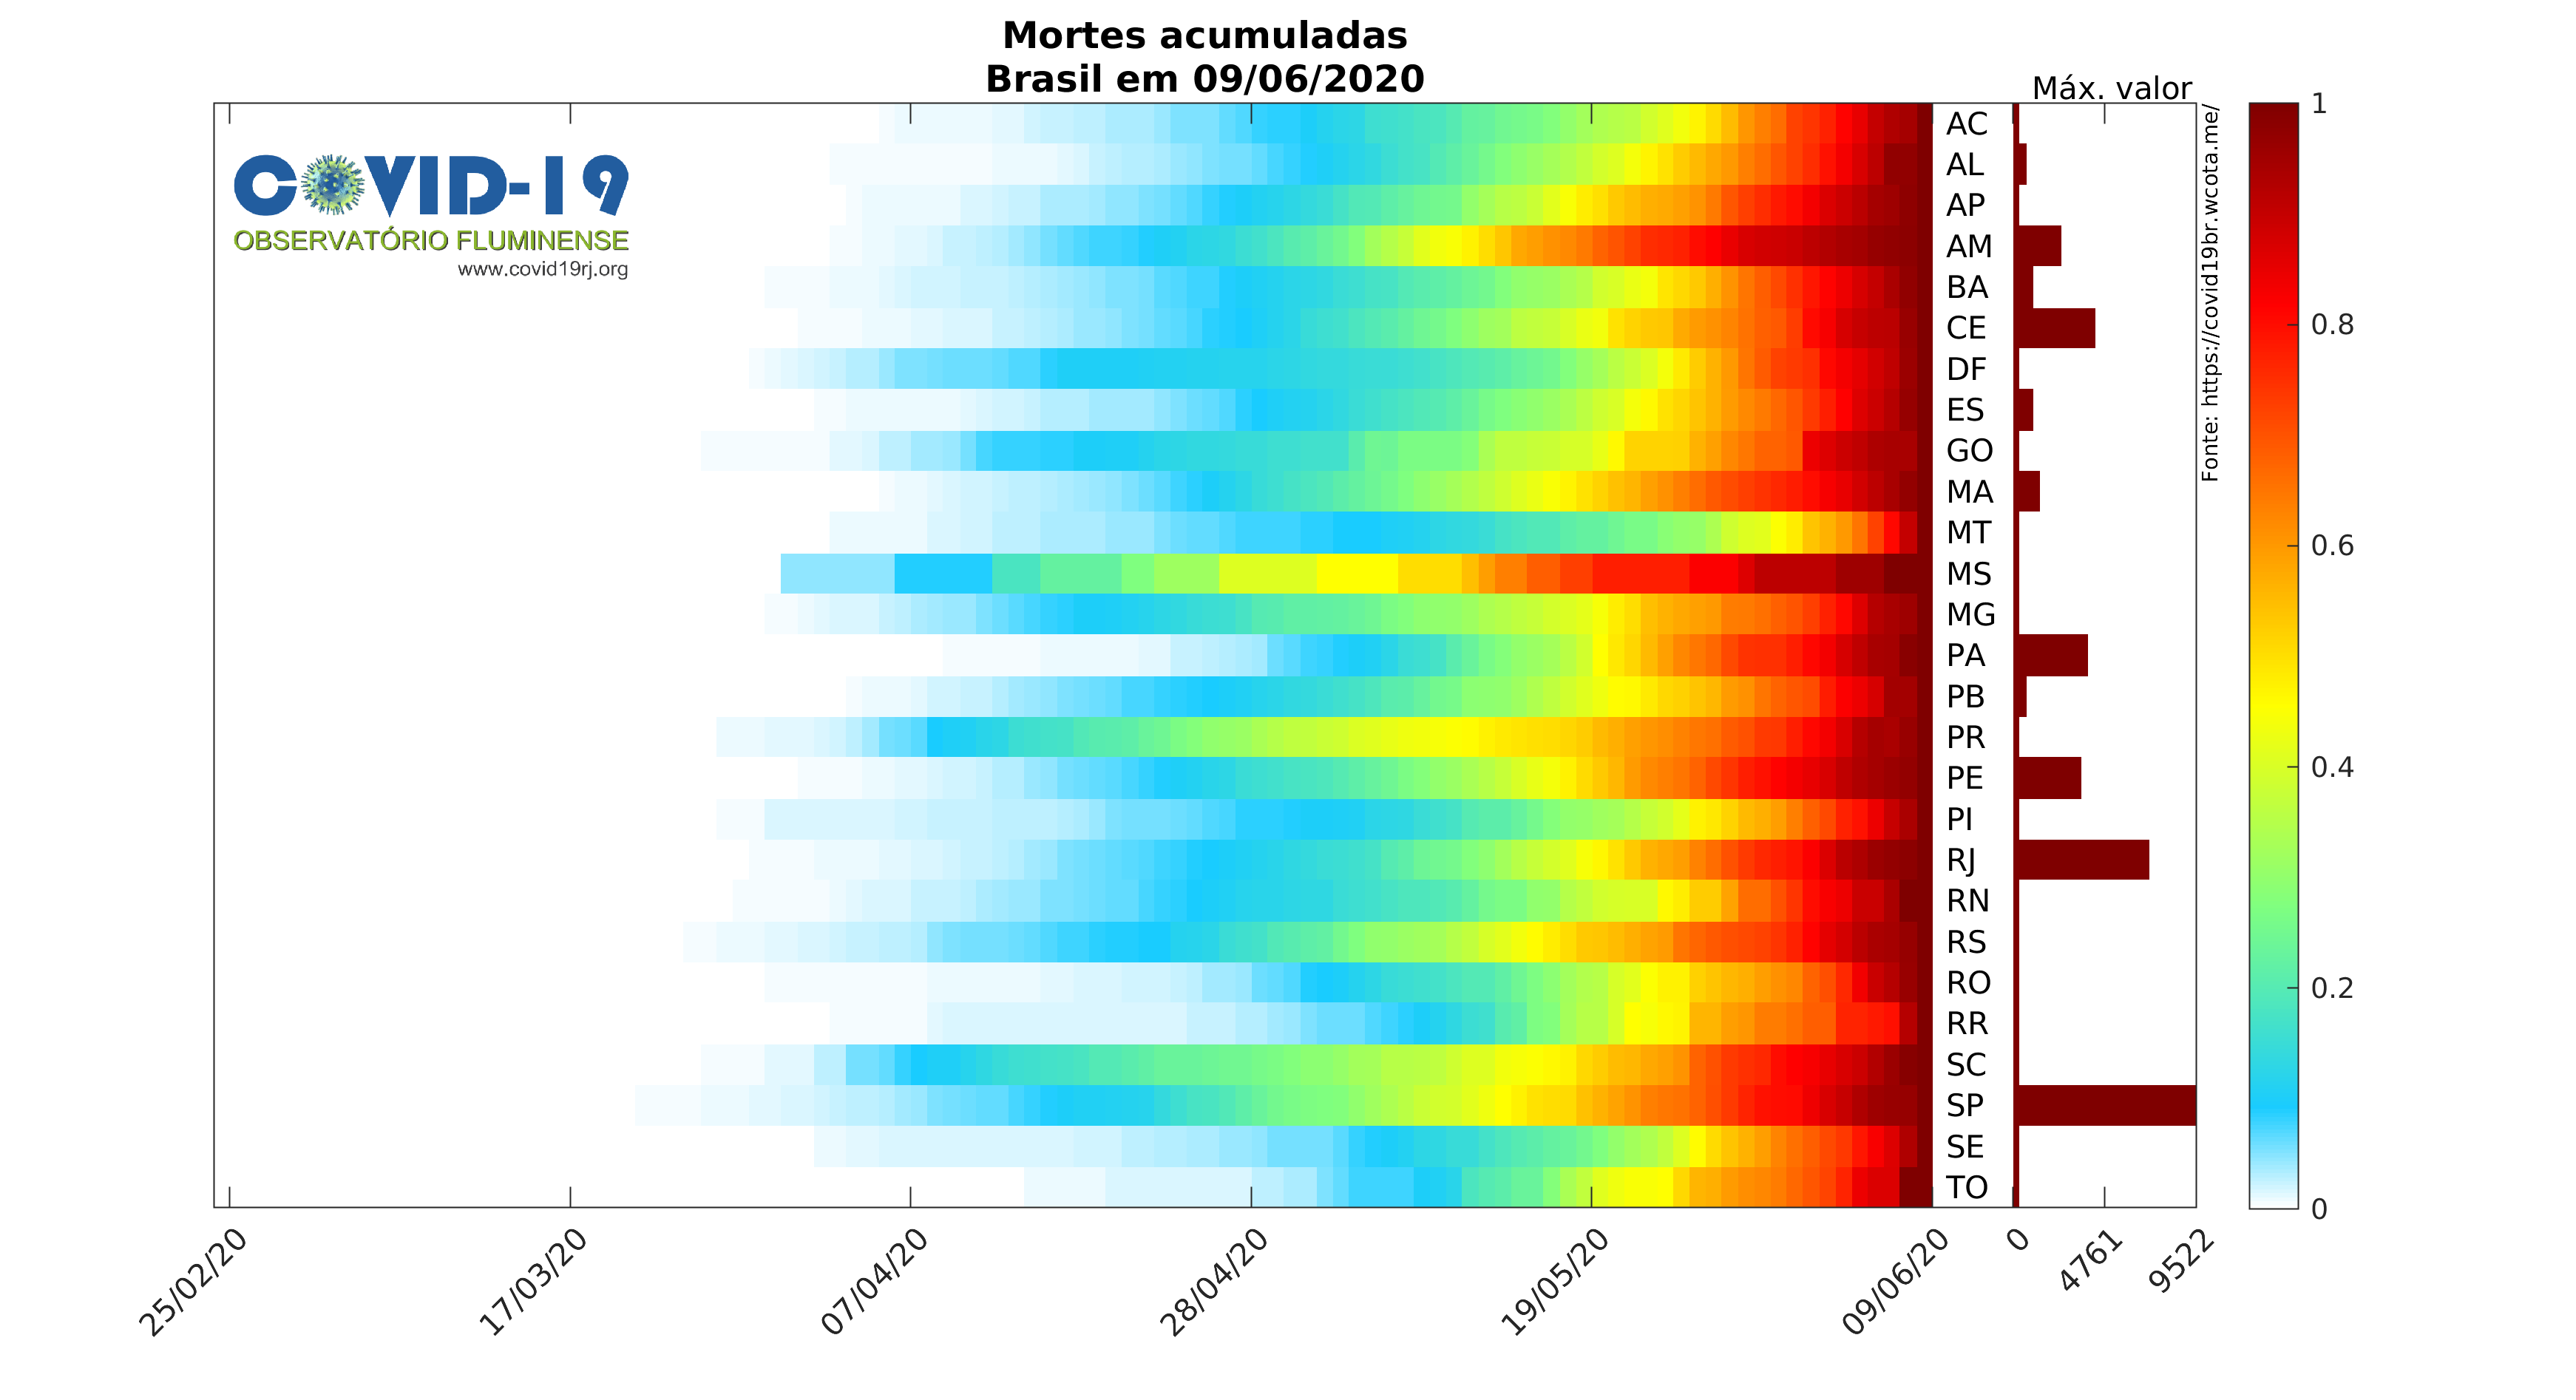 Mortes acumuladas
Brasil em 09/06/2020
Máx. valor
COVID-19
OBSERVATÓRIO FLUMINENSE
www.covid19rj.org
AC
AL
AP
AM
BA
CE
DF
ES
GO
MA
MT
MS
MG
PA
PB
PR
PE
PI
RJ
RN
RS
RO
RR
SC
SP
SE
TO
Fonte: https://covid19br.wcota.me/
1
0.8
0.6
0.4
0.2
0
25/02/20
17/03/20
07/04/20
28/04/20
19/05/20
09/06/20
0
4761
9522